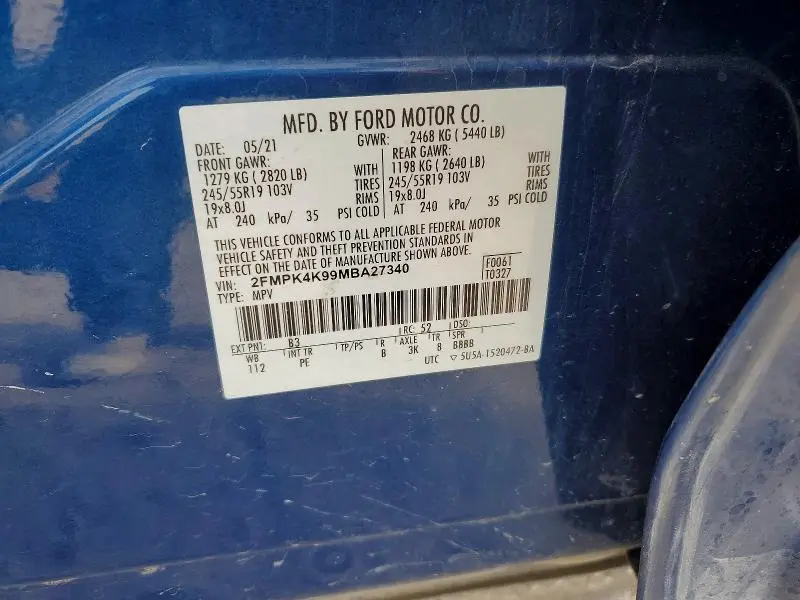 MFD. BY FORD MOTOR CO.
DATE: 05/21 GVWR: 2468 KG ( 5440 LB)
FRONT GAWR: REAR GAWR:
1279 KG ( 2820 LB) WITH 1198 KG ( 2640 LB) WITH
245/55R19 103V TIRES 245/55R19 103V TIRES
19x8.0J RIMS 19x8.0J RIMS
AT 240 kPa/ 35 PSI COLD AT 240 kPa/ 35 PSI COLD
THIS VEHICLE CONFORMS TO ALL APPLICABLE FEDERAL MOTOR
VEHICLE SAFETY AND THEFT PREVENTION STANDARDS IN
EFFECT ON THE DATE OF MANUFACTURE SHOWN ABOVE.
VIN: 2FMPK4K99MBA27340
TYPE: MPV
F0061
T0327
EXT PNT: B3 RC: 52 DSO:
WB INT TR TP/PS R AXLE TR SPR
112 PE B 3K 8 BBBB
UTC ▽ 5U5A-1520472-BA